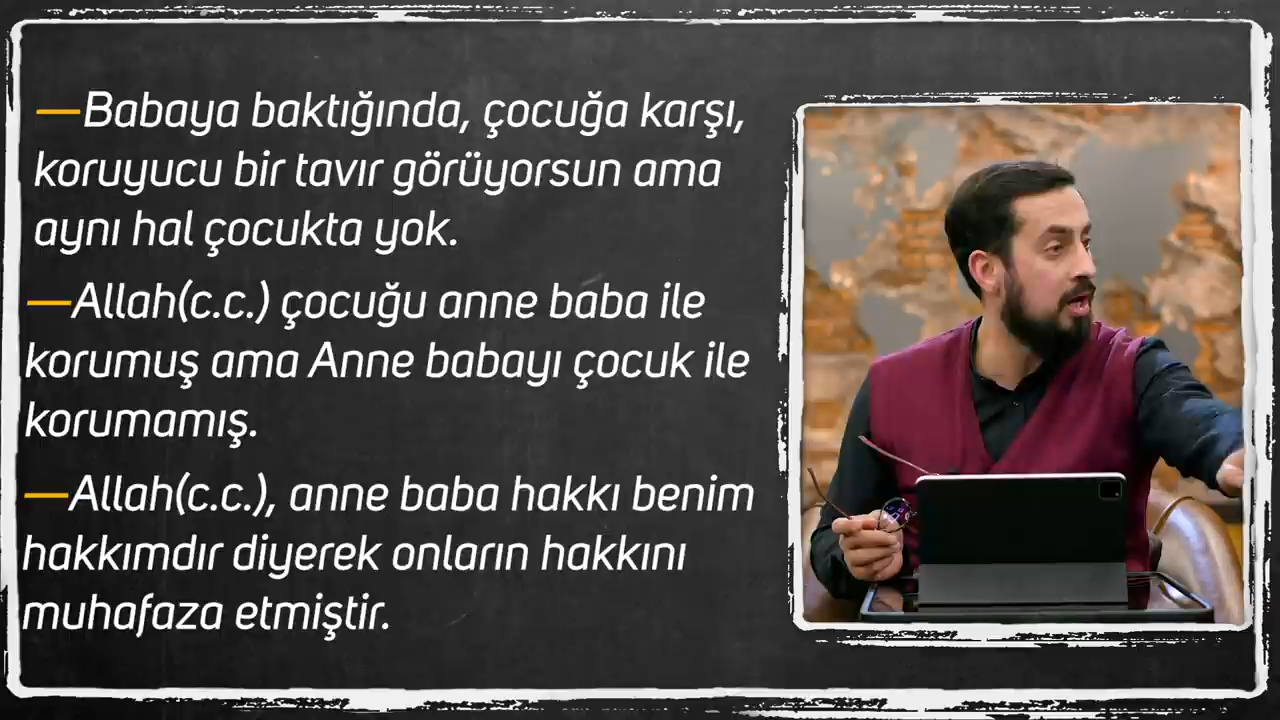 —Babaya baktığında, çocuğa karşı,
koruyucu bir tavır görüyorsun ama
aynı hal çocukta yok.
—Allah(c.c.) çocuğu anne baba ile
korumuş ama Anne babayı çocuk ile
korumamış.
—Allah(c.c.), anne baba hakkı benim
hakkımdır diyerek onların hakkını
muhafaza etmiştir.